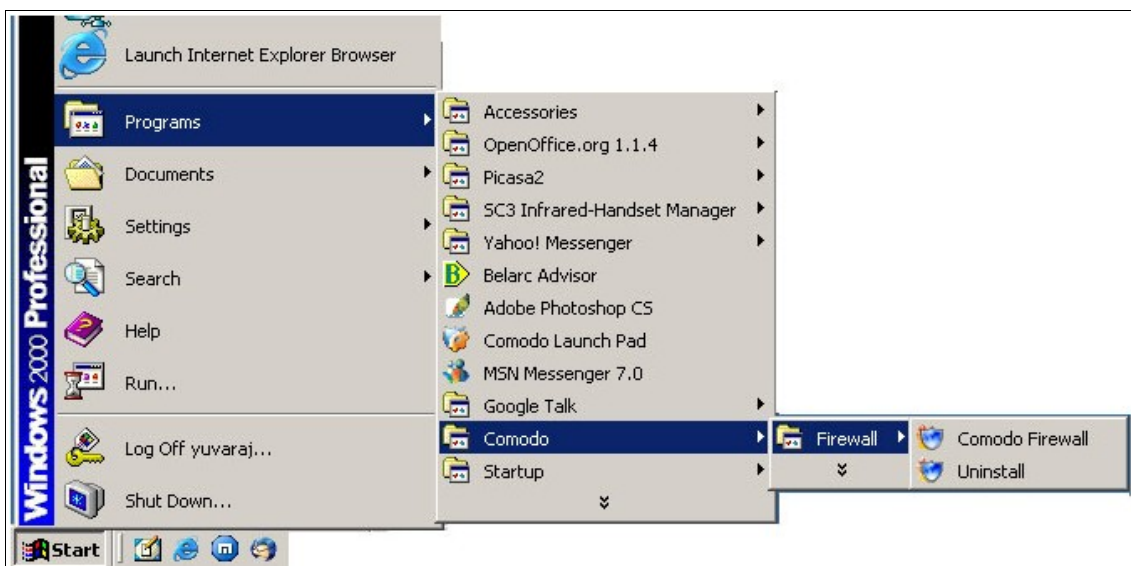 Windows 2000 Professional
Launch Internet Explorer Browser
Programs
Documents
Settings
Search
Help
Run...
Log Off yuvaraj...
Shut Down...
Accessories
OpenOffice.org 1.1.4
Picasa2
SC3 Infrared-Handset Manager
Yahoo! Messenger
Belarc Advisor
Adobe Photoshop CS
Comodo Launch Pad
MSN Messenger 7.0
Google Talk
Comodo
Startup
Firewall
Comodo Firewall
Uninstall
Start